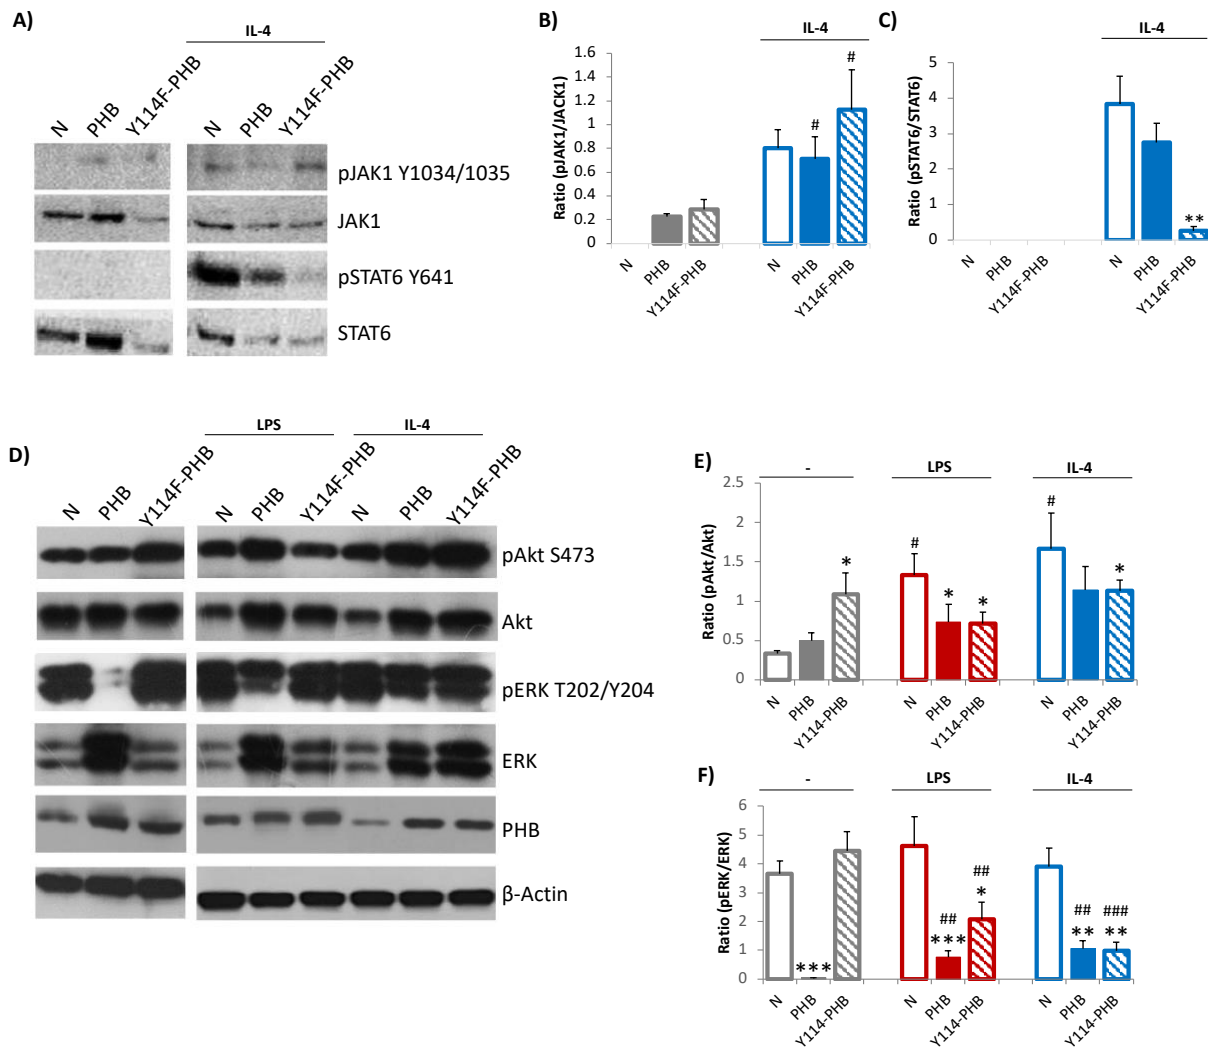 A)
IL-4
N
PHB
Y114F-PHB
N
PHB
Y114F-PHB
pJAK1 Y1034/1035
JAK1
pSTAT6 Y641
STAT6
B)
IL-4
Ratio (pJAK1/JACK1)
1.6
1.4
1.2
1
0.8
0.6
0.4
0.2
0
#
#
N
PHB
Y114F-PHB
N
PHB
Y114F-PHB
C)
IL-4
Ratio (pSTAT6/STAT6)
5
4
3
2
1
0
**
N
PHB
Y114F-PHB
N
PHB
Y114F-PHB
D)
LPS
IL-4
N
PHB
Y114F-PHB
N
PHB
Y114F-PHB
N
PHB
Y114F-PHB
pAkt S473
Akt
pERK T202/Y204
ERK
PHB
β-Actin
E)
-
LPS
IL-4
Ratio (pAkt/Akt)
2.5
2
1.5
1
0.5
0
*
#
*
*
#
*
N
PHB
Y114-PHB
N
PHB
Y114-PHB
N
PHB
Y114-PHB
F)
-
LPS
IL-4
Ratio (pERK/ERK)
6
5
4
3
2
1
0
***
##
***
##
*
##
**
###
**
N
PHB
Y114-PHB
N
PHB
Y114-PHB
N
PHB
Y114-PHB